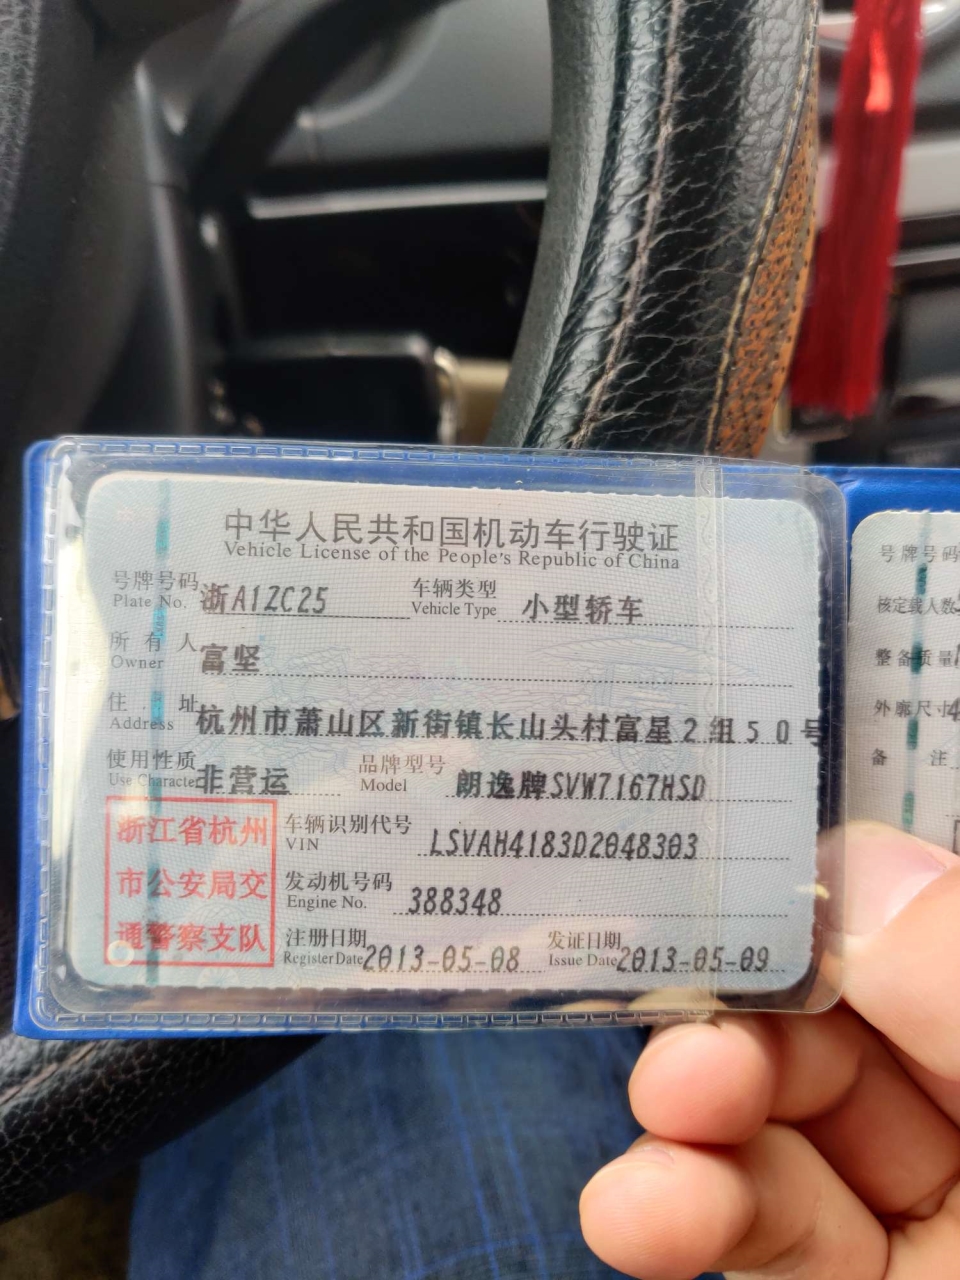 中华人民共和国机动车行驶证
Vehicle License of the People's Republic of China
号牌号码 浙A1ZC25 车辆类型 小型轿车
Plate No. Vehicle Type
所有人 富坚
Owner
住址 杭州市萧山区新街镇长山头村富星2组50号
Address
使用性质 非营运 品牌型号 朗逸牌SVW7167HSD
Use Character Model
浙江省杭州
市公安局交
通警察支队
车辆识别代号 LSVAH4183D2048303
VIN
发动机号码 388348
Engine No.
注册日期 2013-05-08 发证日期 2013-05-09
Register Date Issue Date
号牌号码
核定载人数
整备质量
外廓尺寸
备注